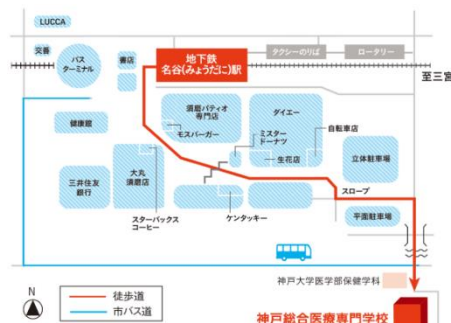 LUCCA
交番
バス
ターミナル
書店
地下鉄
名谷(みょうだに)駅
タクシーのりば
ロータリー
至三宮
須磨パティオ
専門店
モスバーガー
ダイエー
ミスター
ドーナツ
生花店
自転車店
健康館
三井住友
銀行
大丸
須磨店
立体駐車場
スロープ
平面駐車場
スターバックス
コーヒー
ケンタッキー
神戸大学医学部保健学科
神戸総合医療専門学校
N
徒歩道
市バス道